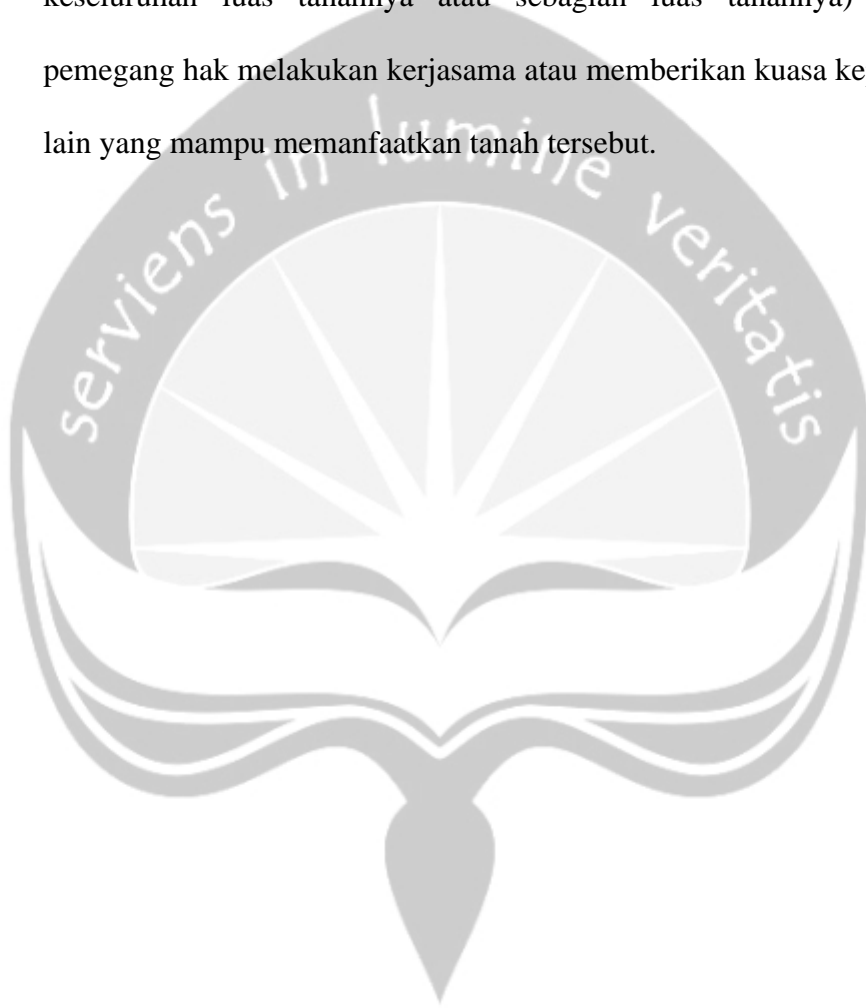 keseluruhan luas tanahnya atau sebagian luas tanahnya)
pemegang hak melakukan kerjasama atau memberikan kuasa ke
lain yang mampu memanfaatkan tanah tersebut.
serviens in lumine veritatis